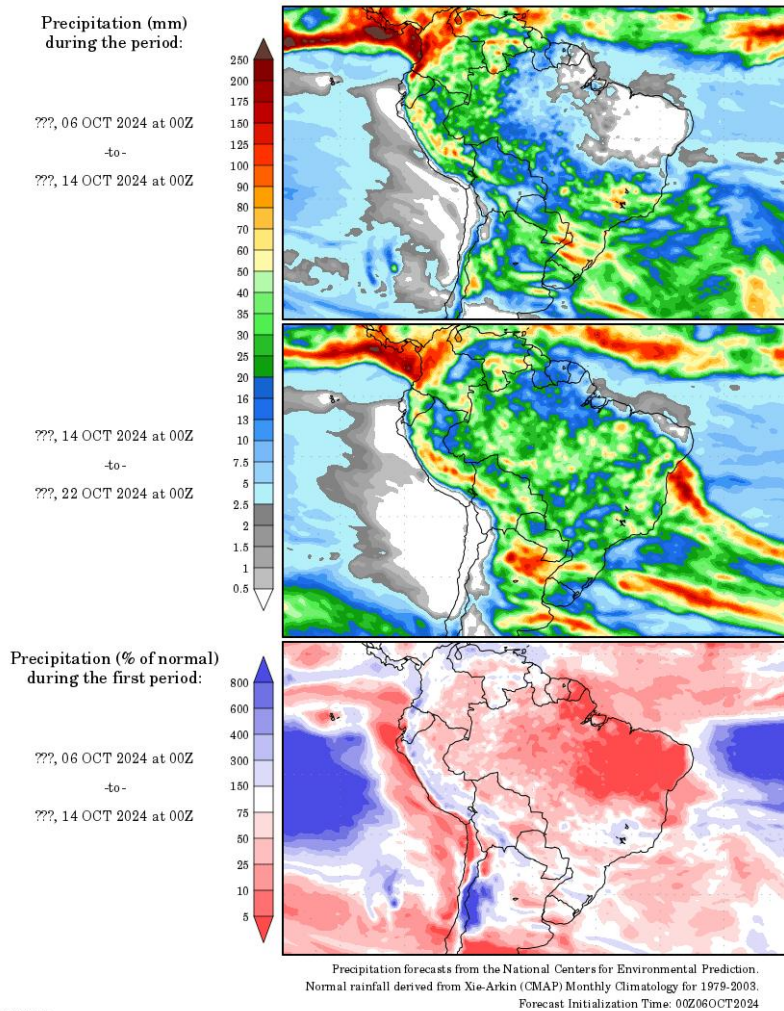 Precipitation (mm)
during the period:
250
200
175
150
125
100
90
80
70
60
50
40
35
30
25
20
16
13
10
7.5
5
2.5
2
1.5
1
0.5
???, 06 OCT 2024 at 00Z
-to-
???, 14 OCT 2024 at 00Z
???, 14 OCT 2024 at 00Z
-to-
???, 22 OCT 2024 at 00Z
Precipitation (% of normal)
during the first period:
800
600
400
300
150
75
50
25
10
5
???, 06 OCT 2024 at 00Z
-to-
???, 14 OCT 2024 at 00Z
Precipitation forecasts from the National Centers for Environmental Prediction.
Normal rainfall derived from Xie-Arkin (CMAP) Monthly Climatology for 1979-2003.
Forecast Initialization Time: 00Z06OCT2024